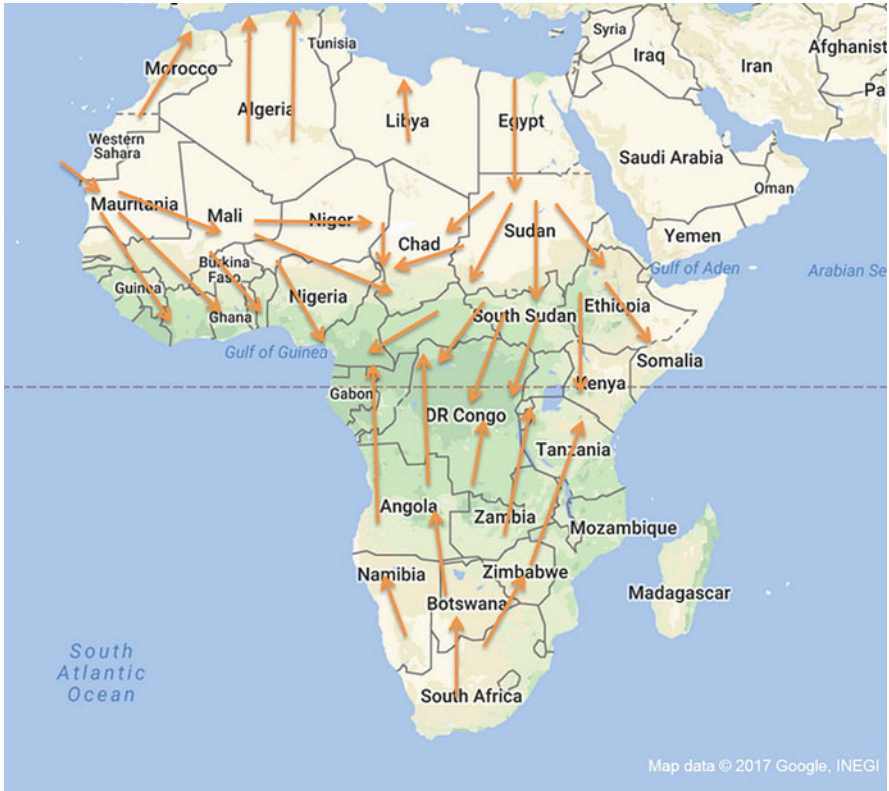 Syria
Afghanist
Tunisia
Iraq
Iran
Morocco
Pa
Algeria
Libya
Egypt
Western
Sahara
Saudi Arabia
Oman
Mauritania
Mali
Niger
Chad
Sudan
Yemen
Burkina
Faso
Gulf of Aden
Arabian Se
Guinea
Nigeria
Ethiopia
Ghana
South Sudan
Gulf of Guinea
Somalia
Kenya
Gabon
DR Congo
Tanzania
Angola
Zambia
Mozambique
Namibia
Zimbabwe
Botswana
Madagascar
South
Atlantic
Ocean
South Africa
Map data © 2017 Google, INEGI